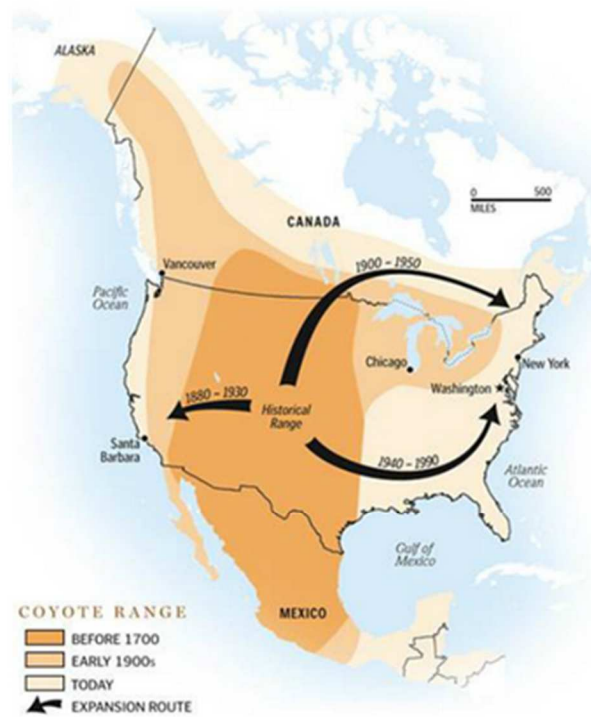 ALASKA
0 500
MILES
CANADA
1900 – 1950
Vancouver
Pacific
Ocean
Chicago
New York
Washington
1880 – 1930
Historical
Range
Santa
Barbara
1940 – 1990
Atlantic
Ocean
Gulf of
Mexico
MEXICO
COYOTE RANGE
BEFORE 1700
EARLY 1900s
TODAY
EXPANSION ROUTE